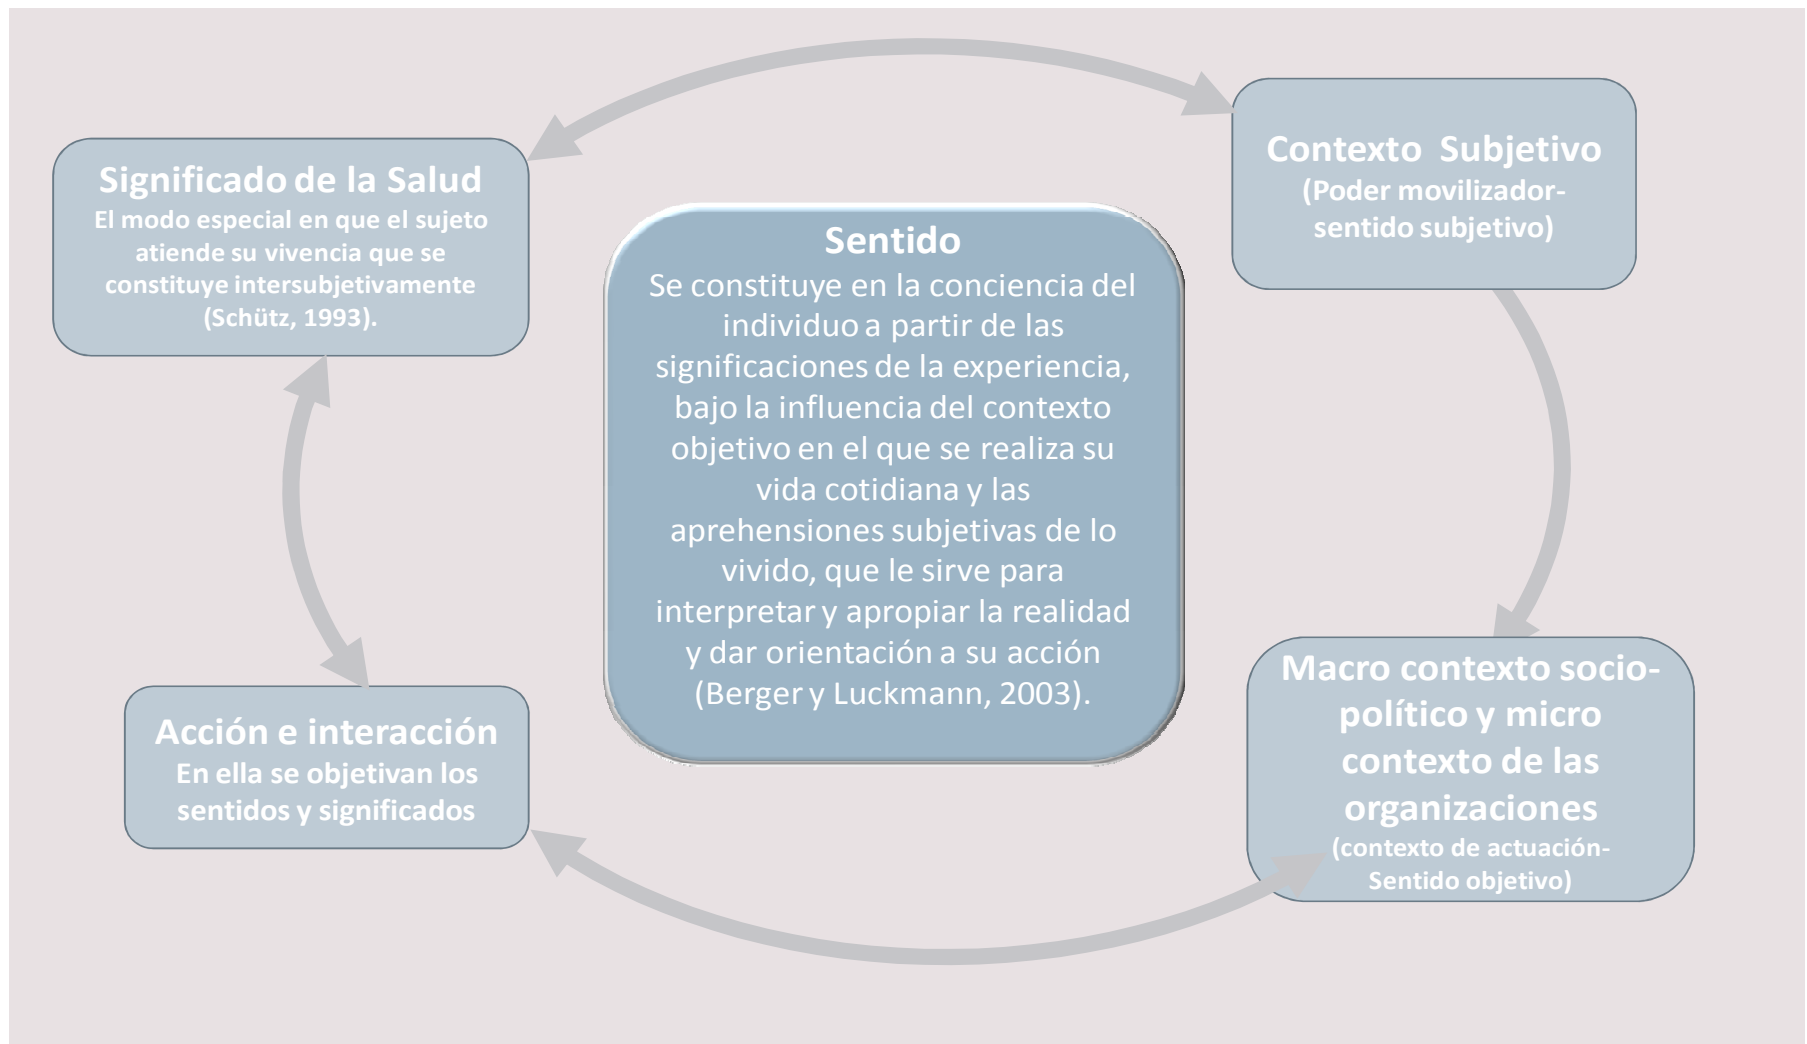 Significado de la Salud
El modo especial en que el sujeto
atiende su vivencia que se
constituye intersubjetivamente
(Schütz, 1993).
Contexto Subjetivo
(Poder movilizador-
sentido subjetivo)
Sentido
Se constituye en la conciencia del
individuo a partir de las
significaciones de la experiencia,
bajo la influencia del contexto
objetivo en el que se realiza su
vida cotidiana y las
aprehensiones subjetivas de lo
vivido, que le sirve para
interpretar y apropiar la realidad
y dar orientación a su acción
(Berger y Luckmann, 2003).
Acción e interacción
En ella se objetivan los
sentidos y significados
Macro contexto socio-
político y micro
contexto de las
organizaciones
(contexto de actuación-
Sentido objetivo)